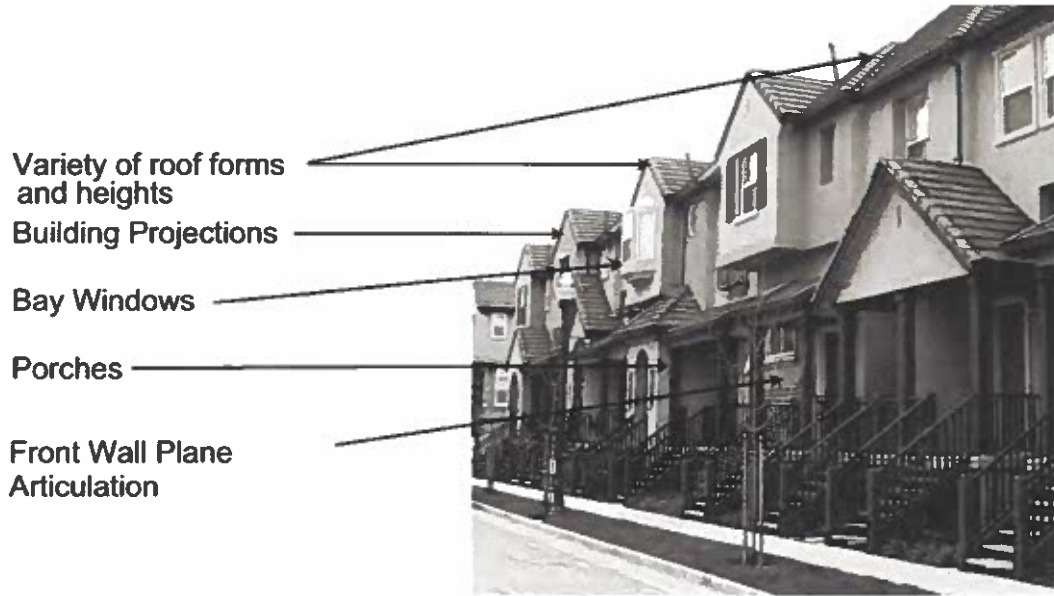 Variety of roof forms
and heights
Building Projections
Bay Windows
Porches
Front Wall Plane
Articulation